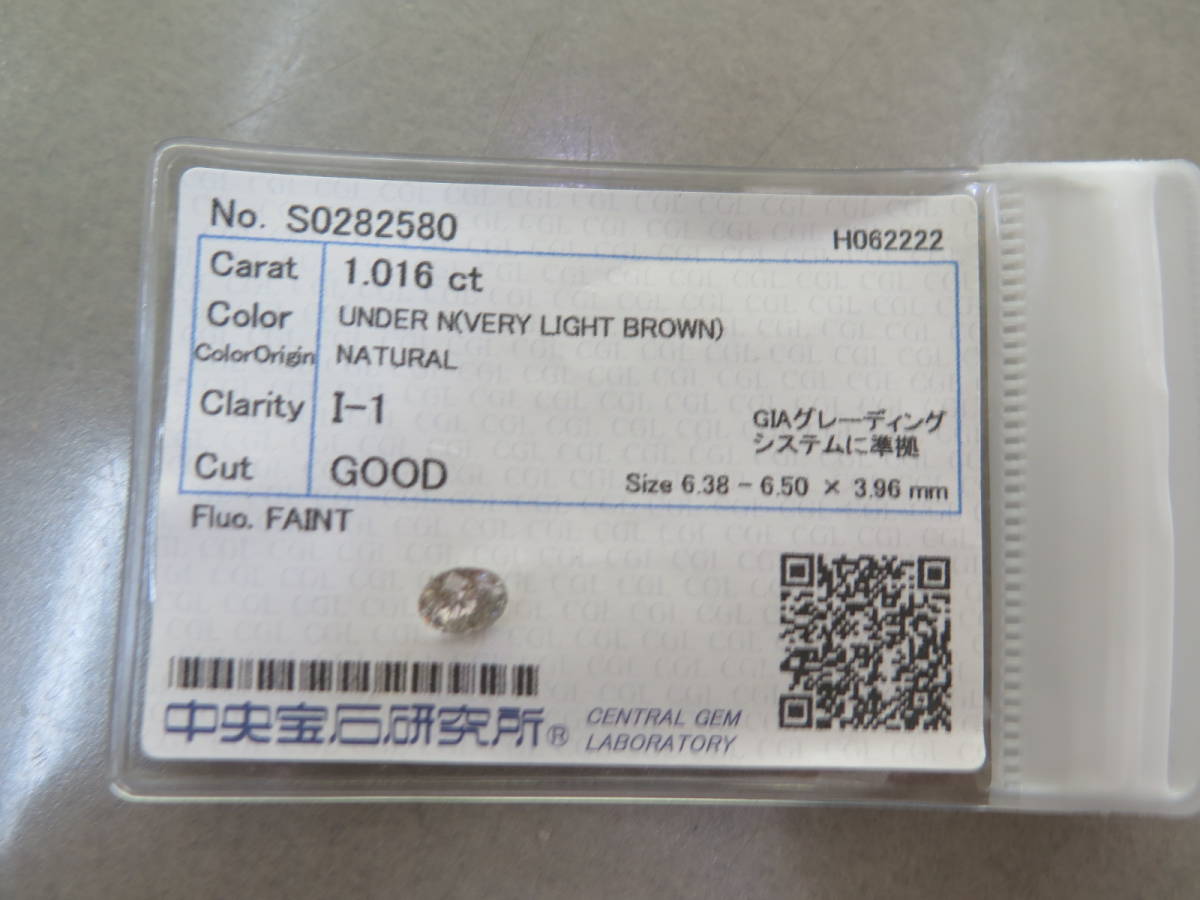 No. S0282580
H062222
Carat 1.016 ct
Color UNDER N(VERY LIGHT BROWN)
ColorOrigin NATURAL
Clarity I-1
GIAグレーディング
システムに準拠
Cut GOOD
Size 6.38 - 6.50 × 3.96 mm
Fluo. FAINT
中央宝石研究所® CENTRAL GEM
LABORATORY